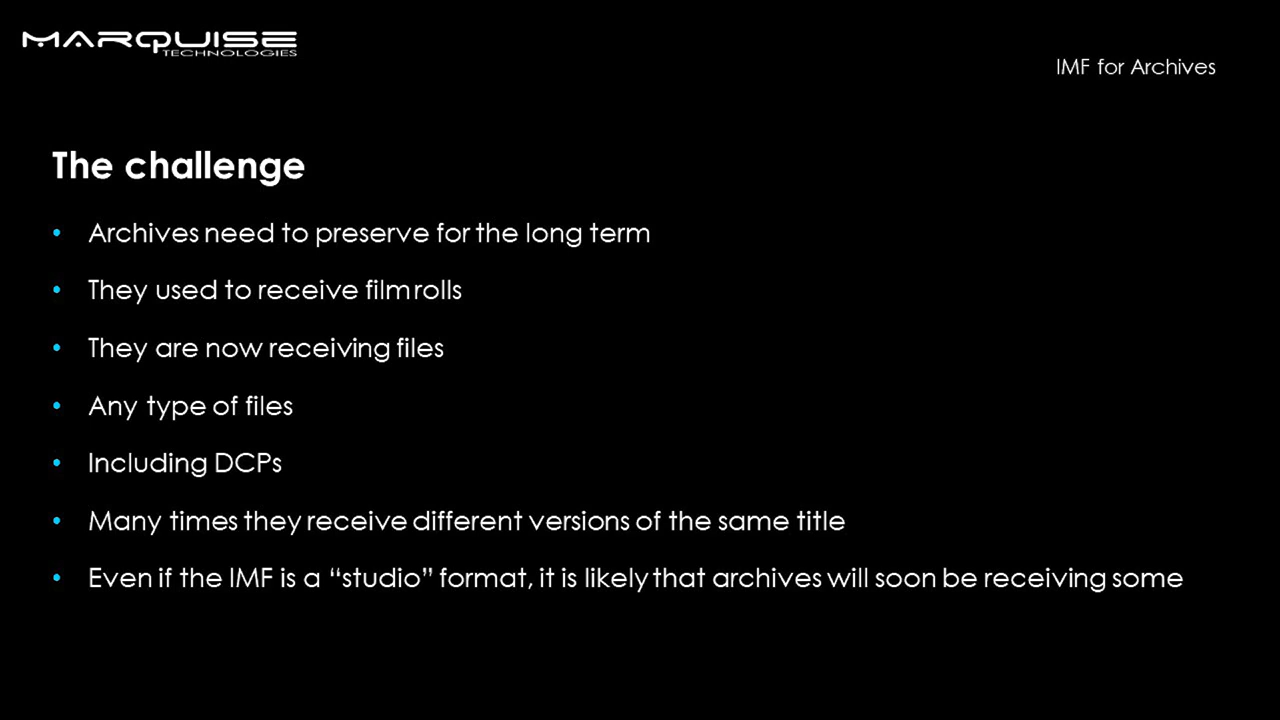 MARQUISE
TECHNOLOGIES
IMF for Archives
The challenge
• Archives need to preserve for the long term
• They used to receive film rolls
• They are now receiving files
• Any type of files
• Including DCPs
• Many times they receive different versions of the same title
• Even if the IMF is a “studio” format, it is likely that archives will soon be receiving some